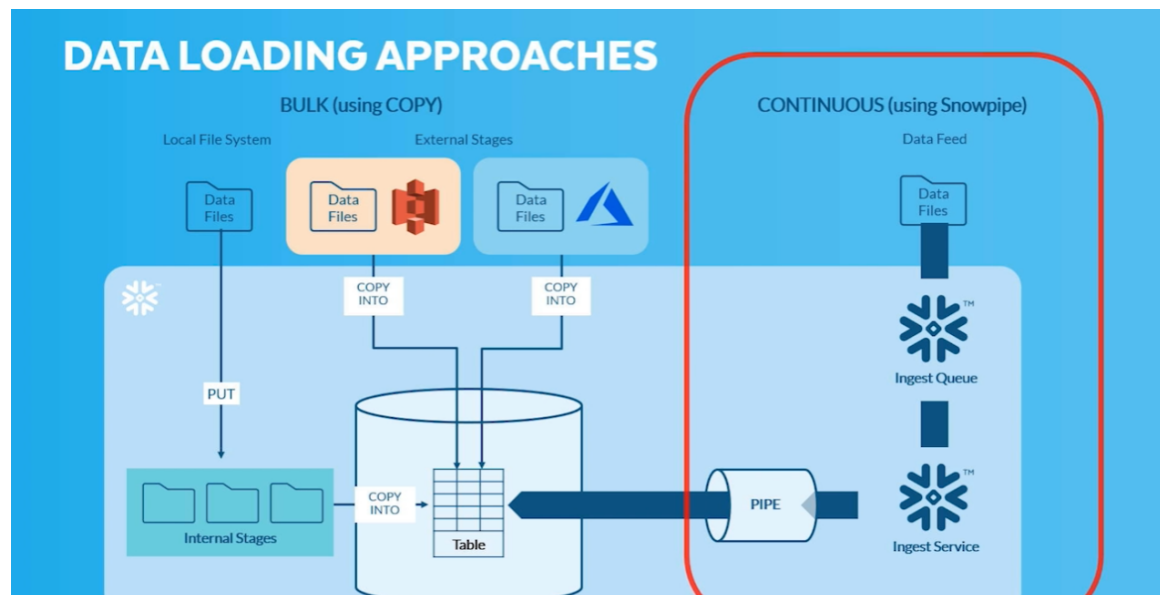 DATA LOADING APPROACHES
BULK (using COPY)
CONTINUOUS (using Snowpipe)
Local File System
External Stages
Data Feed
Data
Files
Data
Files
Data
Files
Data
Files
COPY
INTO
COPY
INTO
TM
Ingest Queue
PUT
COPY
INTO
Internal Stages
Table
PIPE
TM
Ingest Service